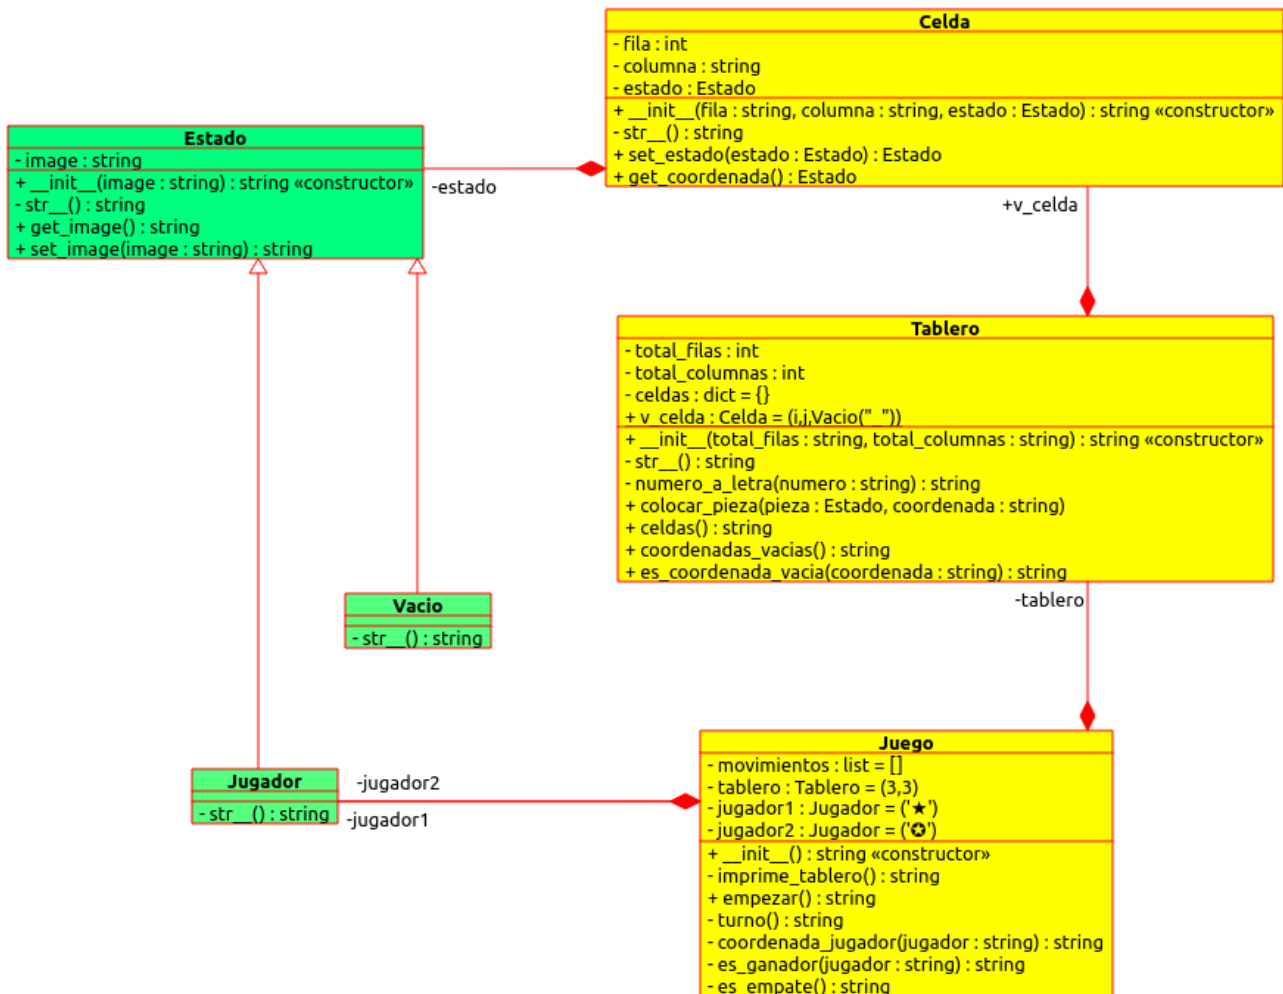 Celda
- fila : int
- columna : string
- estado : Estado
+ __init__(fila : string, columna : string, estado : Estado) : string «constructor»
- str__() : string
+ set_estado(estado : Estado) : Estado
+ get_coordenada() : Estado
Estado
- image : string
+ __init__(image : string) : string «constructor»
- str__() : string
+ get_image() : string
+ set_image(image : string) : string
-estado
+v_celda
Tablero
- total_filas : int
- total_columnas : int
- celdas : dict = {}
+ v_celda : Celda = (i,j,Vacio("_"))
+ __init__(total_filas : string, total_columnas : string) : string «constructor»
- str__() : string
- numero_a_letra(numero : string) : string
+ colocar_pieza(pieza : Estado, coordenada : string)
+ celdas() : string
+ coordenadas_vacias() : string
+ es_coordenada_vacia(coordenada : string) : string
-tablero
Vacio
- str__() : string
Jugador
- str__() : string
-jugador2
-jugador1
Juego
- movimientos : list = []
- tablero : Tablero = (3,3)
- jugador1 : Jugador = ('★')
- jugador2 : Jugador = ('✪')
+ __init__() : string «constructor»
- imprime_tablero() : string
+ empezar() : string
- turno() : string
- coordenada_jugador(jugador : string) : string
- es_ganador(jugador : string) : string
- es_empate() : string